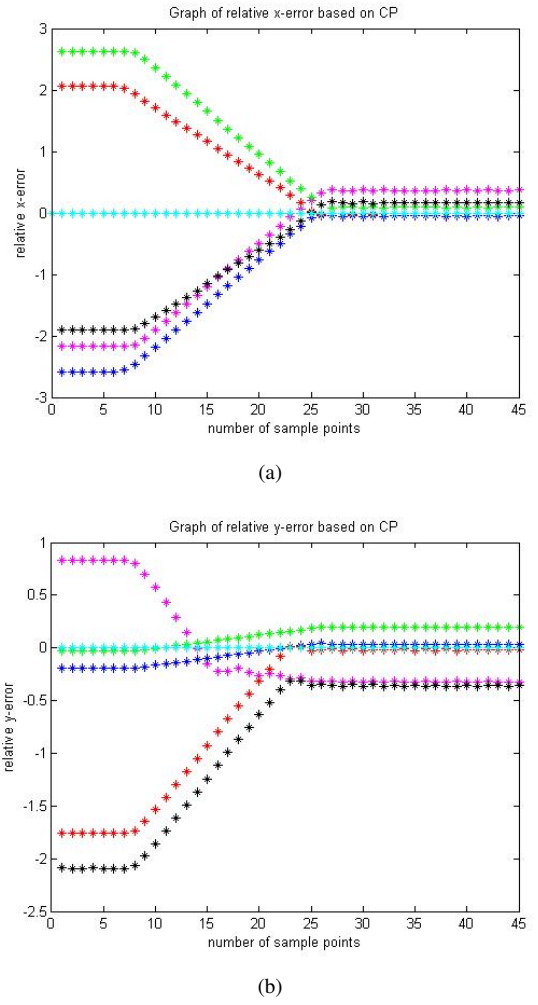 Graph of relative x-error based on CP
3
2
1
0
-1
-2
-3
relative x-error
0 5 10 15 20 25 30 35 40 45
number of sample points
(a)
Graph of relative y-error based on CP
1
0.5
0
-0.5
-1
-1.5
-2
-2.5
relative y-error
0 5 10 15 20 25 30 35 40 45
number of sample points
(b)